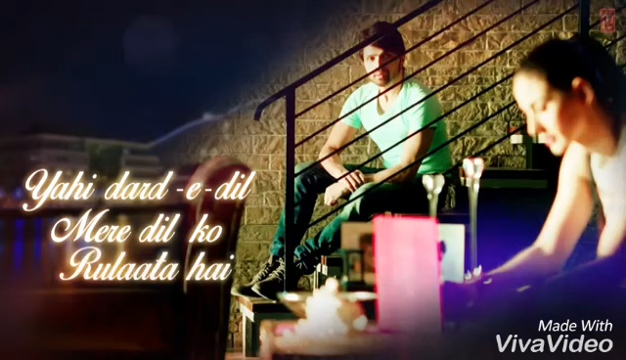 Yahi dard-e-dil
Mere dil ko
Rulaata hai
Made With
VivaVideo